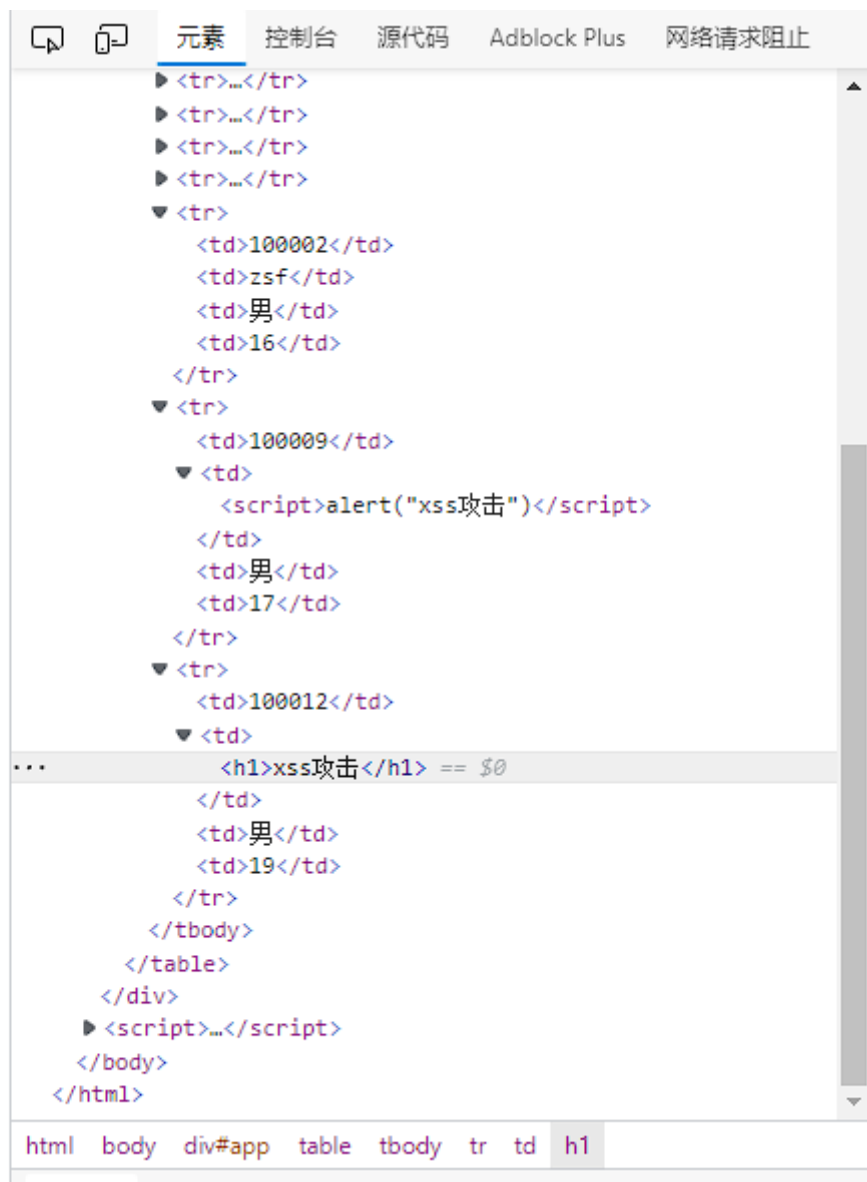 元素 控制台 源代码 Adblock Plus 网络请求阻止
<tr>…</tr>
<tr>…</tr>
<tr>…</tr>
<tr>…</tr>
<tr>
<td>100002</td>
<td>zsf</td>
<td>男</td>
<td>16</td>
</tr>
<tr>
<td>100009</td>
<td>
<script>alert("xss攻击")</script>
</td>
<td>男</td>
<td>17</td>
</tr>
<tr>
<td>100012</td>
<td>
... <h1>xss攻击</h1> == $0
</td>
<td>男</td>
<td>19</td>
</tr>
</tbody>
</table>
</div>
<script>…</script>
</body>
</html>
html body div#app table tbody tr td h1